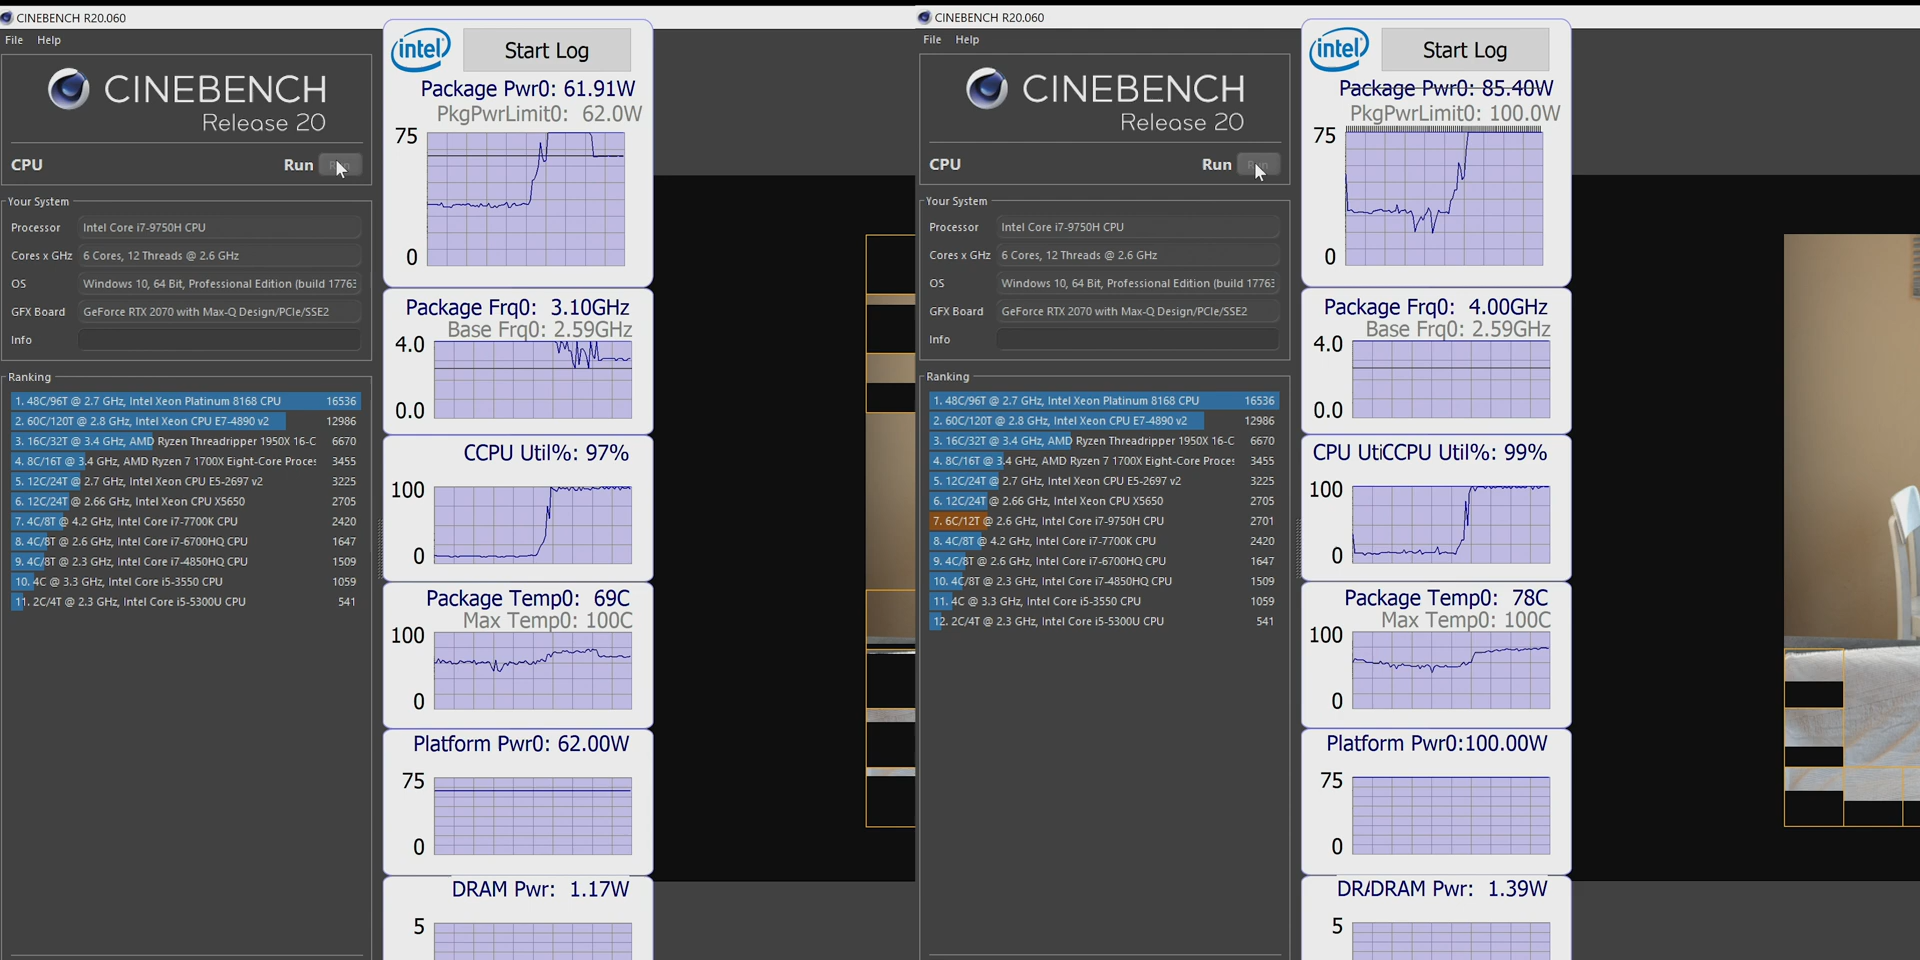 CINEBENCH R20.060
File Help
CINEBENCH
Release 20
CPU Run
Your System
Processor Intel Core i7-9750H CPU
Cores x GHz 6 Cores, 12 Threads @ 2.6 GHz
OS Windows 10, 64 Bit, Professional Edition (build 17763
GFX Board GeForce RTX 2070 with Max-Q Design/PCIe/SSE2
Info
Ranking
1. 48C/96T @ 2.7 GHz, Intel Xeon Platinum 8168 CPU 16536
2. 60C/120T @ 2.8 GHz, Intel Xeon CPU E7-4890 v2 12986
3. 16C/32T @ 3.4 GHz, AMD Ryzen Threadripper 1950X 16-C 6670
4. 8C/16T @ 3.4 GHz, AMD Ryzen 7 1700X Eight-Core Proces 3455
5. 12C/24T @ 2.7 GHz, Intel Xeon CPU E5-2697 v2 3225
6. 12C/24T @ 2.66 GHz, Intel Xeon CPU X5650 2705
7. 4C/8T @ 4.2 GHz, Intel Core i7-7700K CPU 2420
8. 4C/8T @ 2.6 GHz, Intel Core i7-6700HQ CPU 1647
9. 4C/8T @ 2.3 GHz, Intel Core i7-4850HQ CPU 1509
10. 4C @ 3.3 GHz, Intel Core i5-3550 CPU 1059
11. 2C/4T @ 2.3 GHz, Intel Core i5-5300U CPU 541
intel Start Log
Package Pwr0: 61.91W
PkgPwrLimit0: 62.0W
75
0
Package Frq0: 3.10GHz
Base Frq0: 2.59GHz
4.0
0.0
CCPU Util%: 97%
100
0
Package Temp0: 69C
Max Temp0: 100C
100
0
Platform Pwr0: 62.00W
75
0
DRAM Pwr: 1.17W
5
CINEBENCH R20.060
File Help
CINEBENCH
Release 20
CPU Run
Your System
Processor Intel Core i7-9750H CPU
Cores x GHz 6 Cores, 12 Threads @ 2.6 GHz
OS Windows 10, 64 Bit, Professional Edition (build 17763
GFX Board GeForce RTX 2070 with Max-Q Design/PCIe/SSE2
Info
Ranking
1. 48C/96T @ 2.7 GHz, Intel Xeon Platinum 8168 CPU 16536
2. 60C/120T @ 2.8 GHz, Intel Xeon CPU E7-4890 v2 12986
3. 16C/32T @ 3.4 GHz, AMD Ryzen Threadripper 1950X 16-C 6670
4. 8C/16T @ 3.4 GHz, AMD Ryzen 7 1700X Eight-Core Proces 3455
5. 12C/24T @ 2.7 GHz, Intel Xeon CPU E5-2697 v2 3225
6. 12C/24T @ 2.66 GHz, Intel Xeon CPU X5650 2705
7. 6C/12T @ 2.6 GHz, Intel Core i7-9750H CPU 2701
8. 4C/8T @ 4.2 GHz, Intel Core i7-7700K CPU 2420
9. 4C/8T @ 2.6 GHz, Intel Core i7-6700HQ CPU 1647
10. 4C/8T @ 2.3 GHz, Intel Core i7-4850HQ CPU 1509
11. 4C @ 3.3 GHz, Intel Core i5-3550 CPU 1059
12. 2C/4T @ 2.3 GHz, Intel Core i5-5300U CPU 541
intel Start Log
Package Pwr0: 85.40W
PkgPwrLimit0: 100.0W
75
0
Package Frq0: 4.00GHz
Base Frq0: 2.59GHz
4.0
0.0
CPU UtiCCPU Util%: 99%
100
0
Package Temp0: 78C
Max Temp0: 100C
100
0
Platform Pwr0:100.00W
75
0
DRADRAM Pwr: 1.39W
5